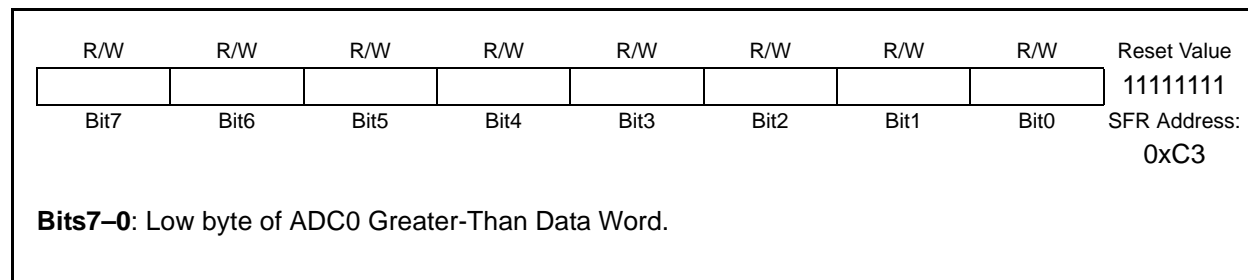 R/W R/W R/W R/W R/W R/W R/W R/W Reset Value
11111111
Bit7 Bit6 Bit5 Bit4 Bit3 Bit2 Bit1 Bit0 SFR Address:
0xC3
Bits7–0: Low byte of ADC0 Greater-Than Data Word.